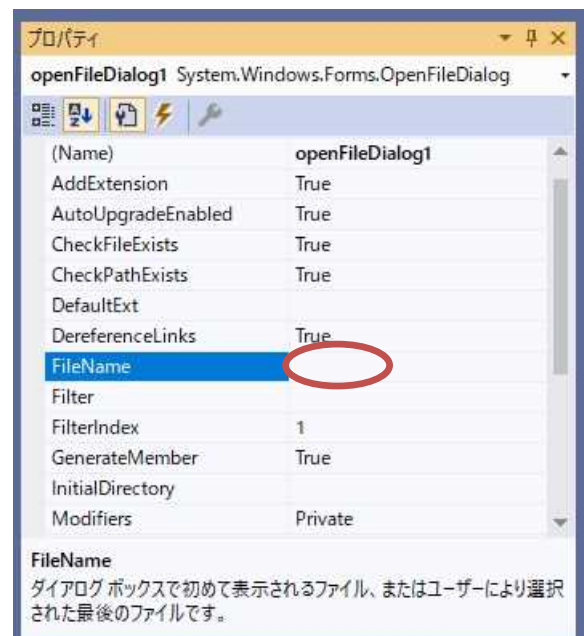 プロパティ
openFileDialog1 System.Windows.Forms.OpenFileDialog
(Name) openFileDialog1
AddExtension True
AutoUpgradeEnabled True
CheckFileExists True
CheckPathExists True
DefaultExt
DereferenceLinks True
FileName
Filter
FilterIndex 1
GenerateMember True
InitialDirectory
Modifiers Private
FileName
ダイアログ ボックスで初めて表示されるファイル、またはユーザーにより選択
された最後のファイルです。